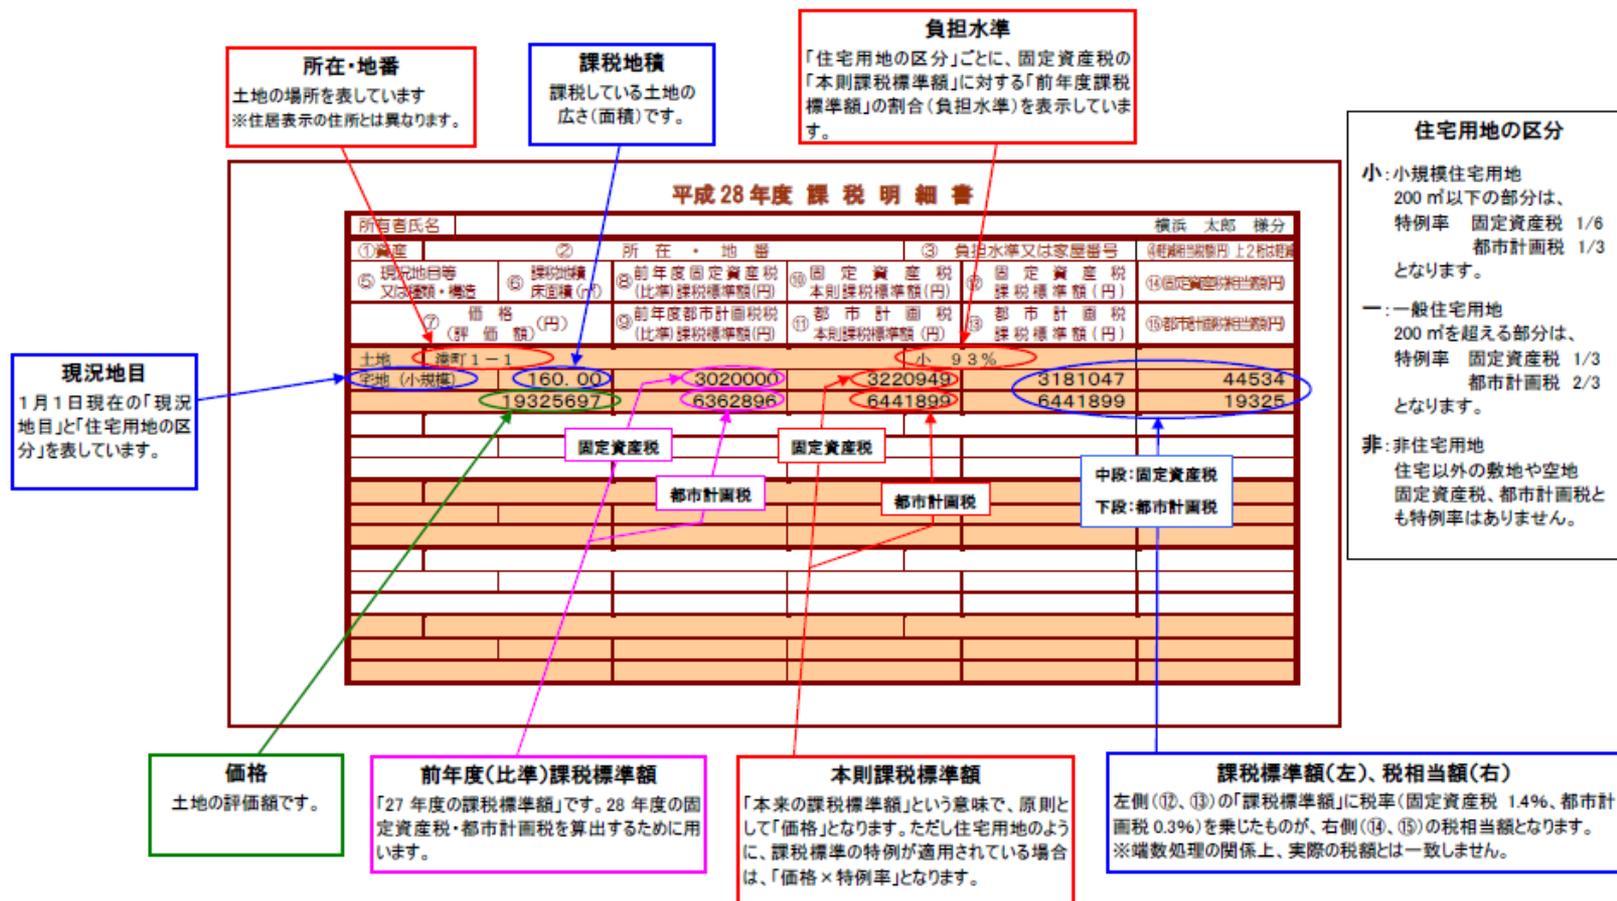 所在・地番
土地の場所を表しています
※住居表示の住所とは異なります。
課税地積
課税している土地の
広さ(面積)です。
負担水準
「住宅用地の区分」ごとに、固定資産税の
「本則課税標準額」に対する「前年度課税
標準額」の割合(負担水準)を表示していま
す。
住宅用地の区分
小:小規模住宅用地
200㎡以下の部分は、
特例率 固定資産税 1/6
都市計画税 1/3
となります。
一:一般住宅用地
200㎡を超える部分は、
特例率 固定資産税 1/3
都市計画税 2/3
となります。
非:非住宅用地
住宅以外の敷地や空地
固定資産税、都市計画税と
も特例率はありません。
平成28年度 課税明細書
所有者氏名 横浜 太郎 様分
①資産 ② 所在・地番 ③ 負担水準又は家屋番号
⑤ 現況地目等 又は種類・構造 ⑥ 課税地積 床面積(㎡) ⑧ 前年度固定資産税 (比準)課税標準額(円) ⑩ 固定資産税 本則課税標準額(円) ⑫ 固定資産税 課税標準額(円) ⑭固定資産税相当額(円)
⑦ 価格 (評価額) (円) ⑨ 前年度都市計画税 (比準)課税標準額(円) ⑪ 都市計画税 本則課税標準額(円) ⑬ 都市計画税 課税標準額(円) ⑮都市計画税相当額(円)
土地 港町1-1 小 93%
宅地(小規模) 160.00 3020000 3220949 3181047 44534
19325697 6362896 6441899 6441899 19325
現況地目
1月1日現在の「現況
地目」と「住宅用地の区
分」を表しています。
固定資産税
固定資産税
都市計画税
都市計画税
中段:固定資産税
下段:都市計画税
価格
土地の評価額です。
前年度(比準)課税標準額
「27年度の課税標準額」です。28年度の固
定資産税・都市計画税を算出するために用
います。
本則課税標準額
「本来の課税標準額」という意味で、原則と
して「価格」となります。ただし住宅用地のよう
に、課税標準の特例が適用されている場合
は、「価格×特例率」となります。
課税標準額(左)、税相当額(右)
左側(⑫、⑬)の「課税標準額」に税率(固定資産税 1.4%、都市計
画税0.3%)を乗じたものが、右側(⑭、⑮)の税相当額となります。
※端数処理の関係上、実際の税額とは一致しません。